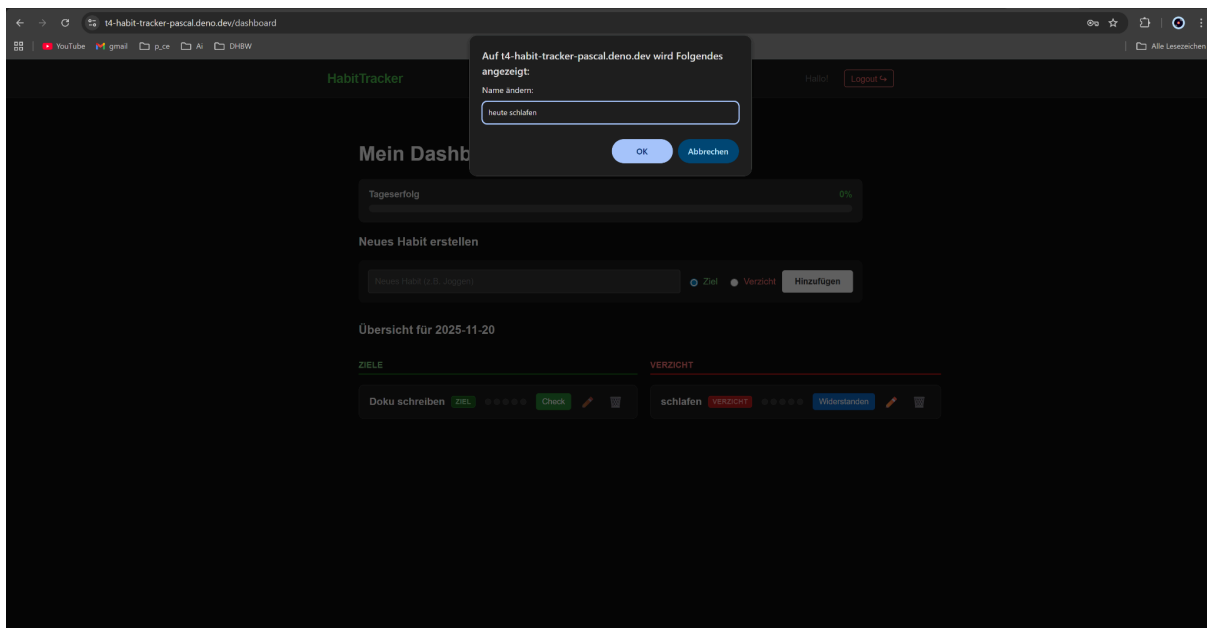 t4-habit-tracker-pascal.deno.dev/dashboard
YouTube gmail p_ce Ai DHBW Alle Lesezeichen
Auf t4-habit-tracker-pascal.deno.dev wird Folgendes
angezeigt:
Name ändern:
heute schlafen
OK Abbrechen
HabitTracker Hallo! Logout
Mein Dashb
Tageserfolg 0%
Neues Habit erstellen
Neues Habit (z.B. Joggen) Ziel Verzicht Hinzufügen
Übersicht für 2025-11-20
ZIELE VERZICHT
Doku schreiben ZIEL Check schlafen VERZICHT Widerstanden